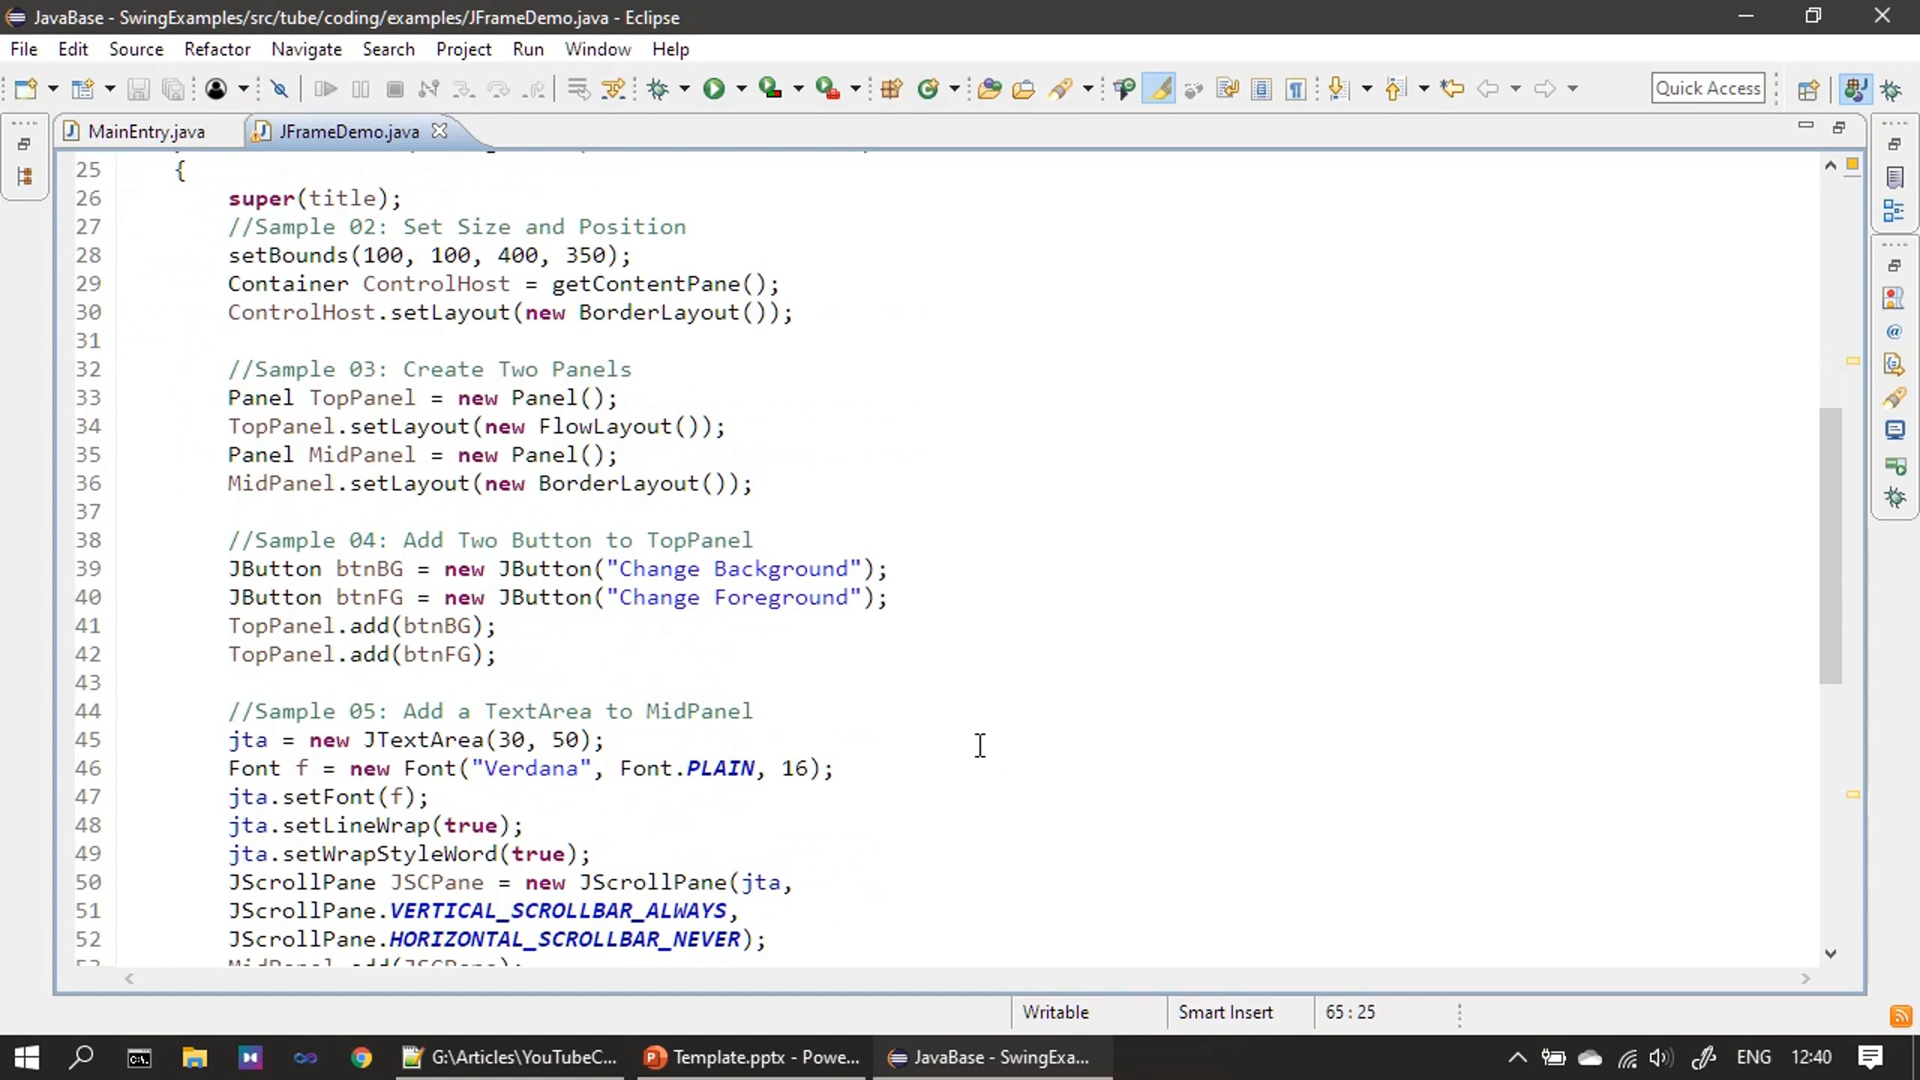 JavaBase - SwingExamples/src/tube/coding/examples/JFrameDemo.java - Eclipse
File Edit Source Refactor Navigate Search Project Run Window Help
Quick Access
MainEntry.java JFrameDemo.java
25 {
26 super(title);
27 //Sample 02: Set Size and Position
28 setBounds(100, 100, 400, 350);
29 Container ControlHost = getContentPane();
30 ControlHost.setLayout(new BorderLayout());
31
32 //Sample 03: Create Two Panels
33 Panel TopPanel = new Panel();
34 TopPanel.setLayout(new FlowLayout());
35 Panel MidPanel = new Panel();
36 MidPanel.setLayout(new BorderLayout());
37
38 //Sample 04: Add Two Button to TopPanel
39 JButton btnBG = new JButton("Change Background");
40 JButton btnFG = new JButton("Change Foreground");
41 TopPanel.add(btnBG);
42 TopPanel.add(btnFG);
43
44 //Sample 05: Add a TextArea to MidPanel
45 jta = new JTextArea(30, 50);
46 Font f = new Font("Verdana", Font.PLAIN, 16);
47 jta.setFont(f);
48 jta.setLineWrap(true);
49 jta.setWrapStyleWord(true);
50 JScrollPane JSCPane = new JScrollPane(jta,
51 JScrollPane.VERTICAL_SCROLLBAR_ALWAYS,
52 JScrollPane.HORIZONTAL_SCROLLBAR_NEVER);
53 MidPanel.add(JSCPane);
Writable Smart Insert 65 : 25
G:\Articles\YouTubeC... Template.pptx - Powe... JavaBase - SwingExa... ENG 12:40